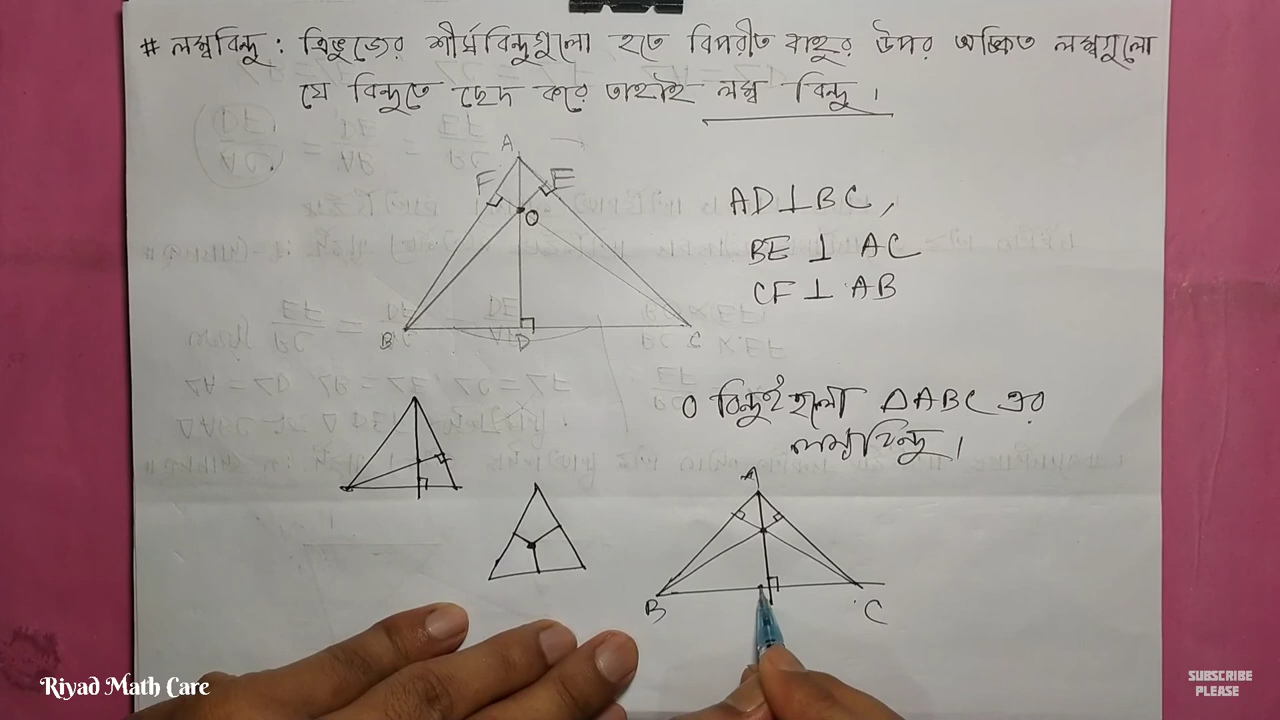 # লম্ববিন্দু : ত্রিভুজের শীর্ষবিন্দুগুলো হতে বিপরীত বাহুর উপর অঙ্কিত লম্বগুলো
যে বিন্দুতে ছেদ করে তাহাই লম্ব বিন্দু ।
A
F E
O
B D C
AD⊥BC,
BE ⊥ AC
CF ⊥ AB
O বিন্দুই হলো △ABC এর
লম্ববিন্দু ।
A
B C
Riyad Math Care
SUBSCRIBE
PLEASE